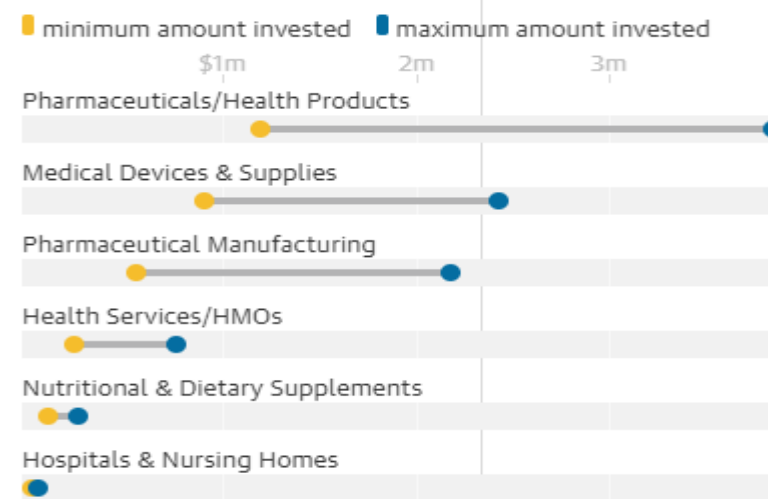 minimum amount invested maximum amount invested
$1m 2m 3m
Pharmaceuticals/Health Products
Medical Devices & Supplies
Pharmaceutical Manufacturing
Health Services/HMOs
Nutritional & Dietary Supplements
Hospitals & Nursing Homes